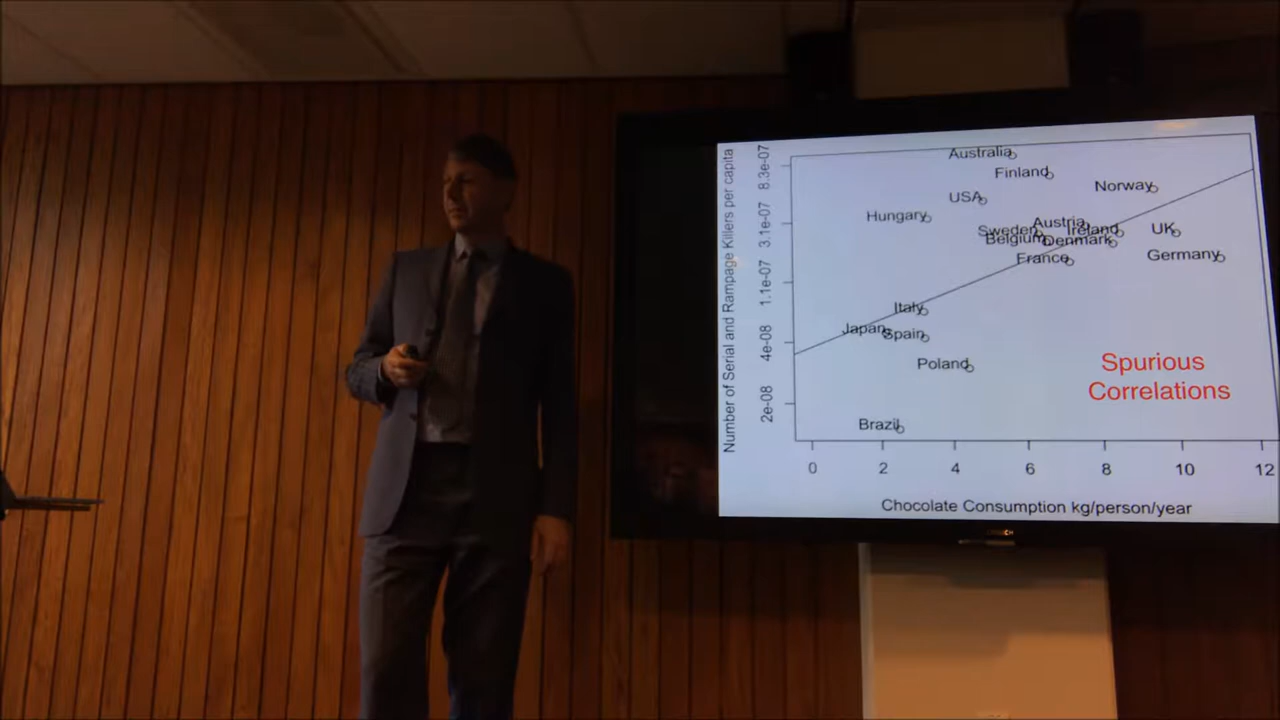 Number of Serial and Rampage Killers per capita
8.3e-07
3.1e-07
1.1e-07
4e-08
2e-08
Australia
Finland
Norway
USA
Hungary
Austria
Sweden
Ireland
UK
Belgium
Denmark
France
Germany
Italy
Japan
Spain
Poland
Spurious
Correlations
Brazil
0 2 4 6 8 10 12
Chocolate Consumption kg/person/year